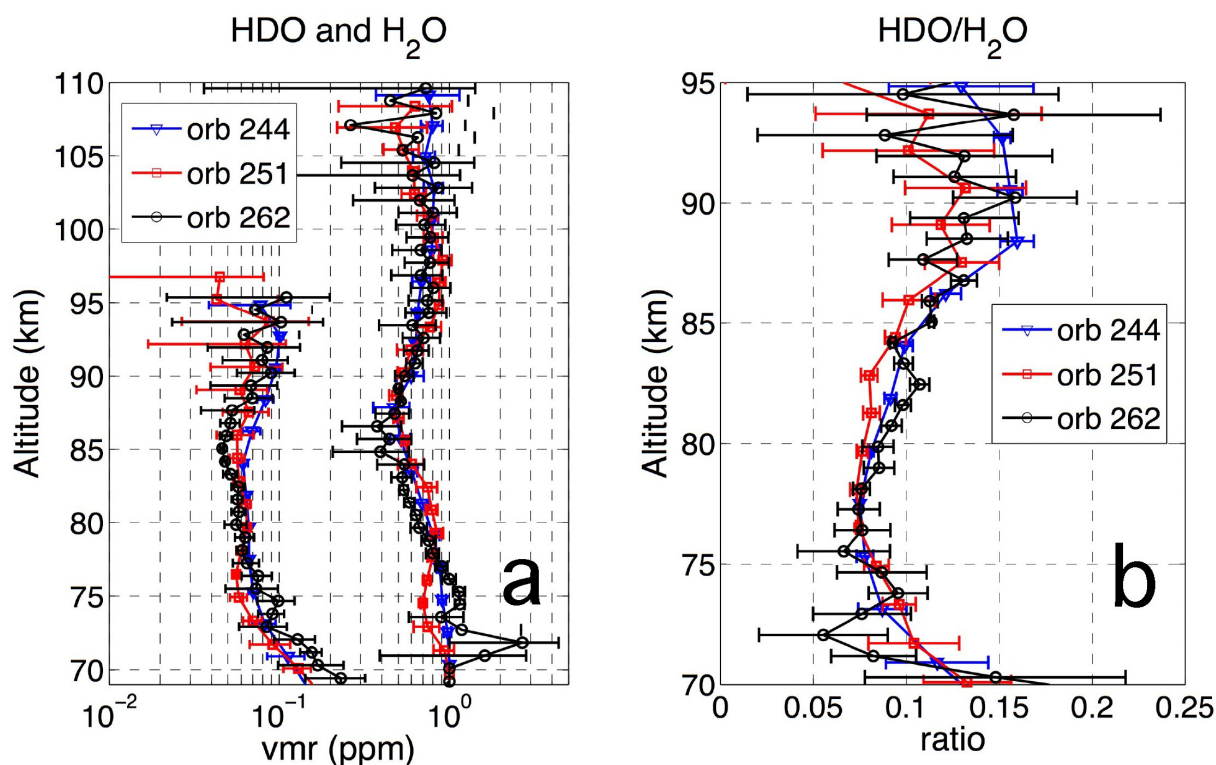 HDO and H₂O
110
105
100
95
90
85
80
75
70
Altitude (km)
orb 244
orb 251
orb 262
a
10⁻² 10⁻¹ 10⁰
vmr (ppm)
HDO/H₂O
95
90
85
80
75
70
Altitude (km)
orb 244
orb 251
orb 262
b
0 0.05 0.1 0.15 0.2 0.25
ratio